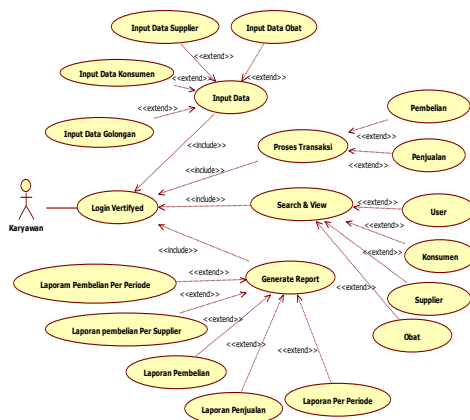 Input Data Supplier
Input Data Obat
<<extend>>
<<extend>>
Input Data Konsumen
<<extend>>
Input Data
<<extend>>
Input Data Golongan
Pembelian
<<extend>>
<<include>>
Proses Transaksi
<<extend>>
Penjualan
<<include>>
Login Vertifyed
<<include>>
Search & View
<<extend>>
User
Karyawan
<<extend>>
Konsumen
<<include>>
<<extend>>
Laporam Pembelian Per Periode
<<extend>>
Generate Report
Supplier
<<extend>>
Laporan pembelian Per Supplier
<<extend>>
Obat
<<extend>>
<<extend>>
<<extend>>
Laporan Pembelian
Laporan Penjualan
Laporan Per Periode